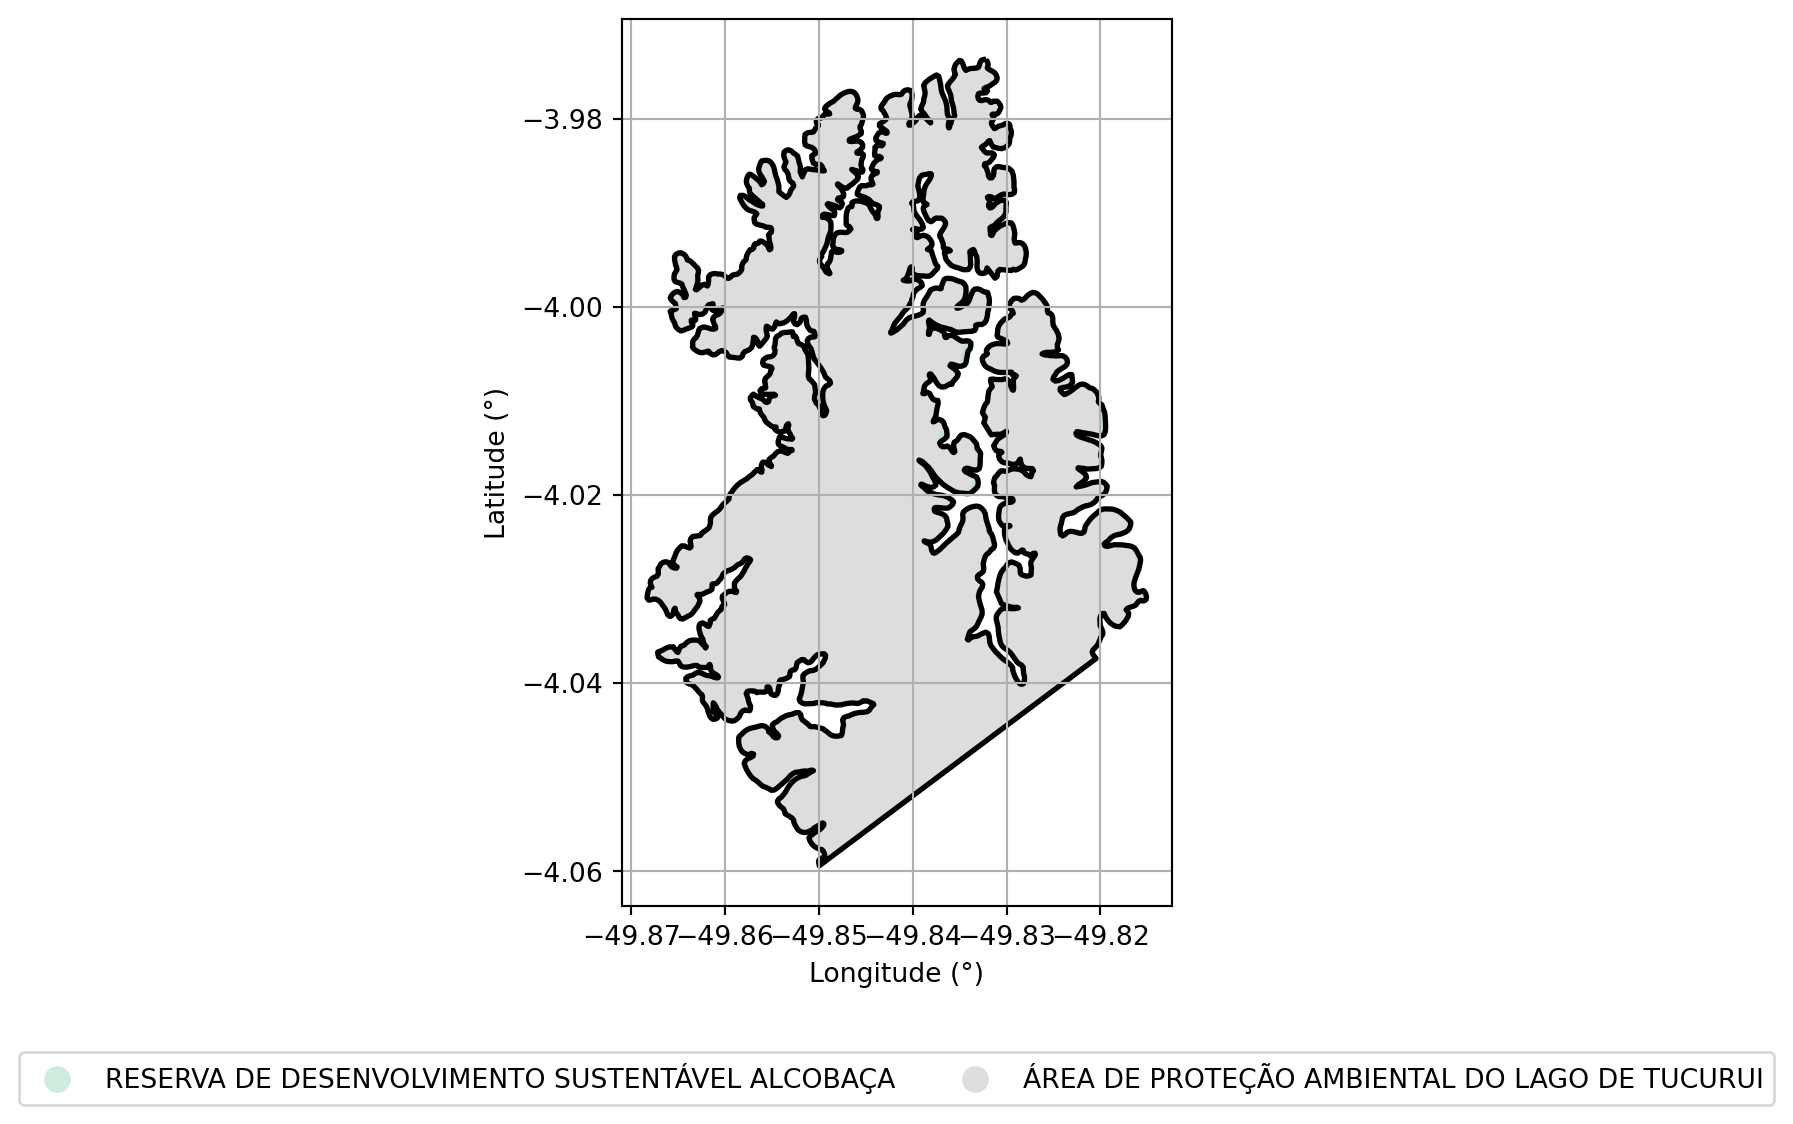 −3.98
−4.00
−4.02
−4.04
−4.06
Latitude (°)
−49.87 −49.86 −49.85 −49.84 −49.83 −49.82
Longitude (°)
RESERVA DE DESENVOLVIMENTO SUSTENTÁVEL ALCOBAÇA ÁREA DE PROTEÇÃO AMBIENTAL DO LAGO DE TUCURUI